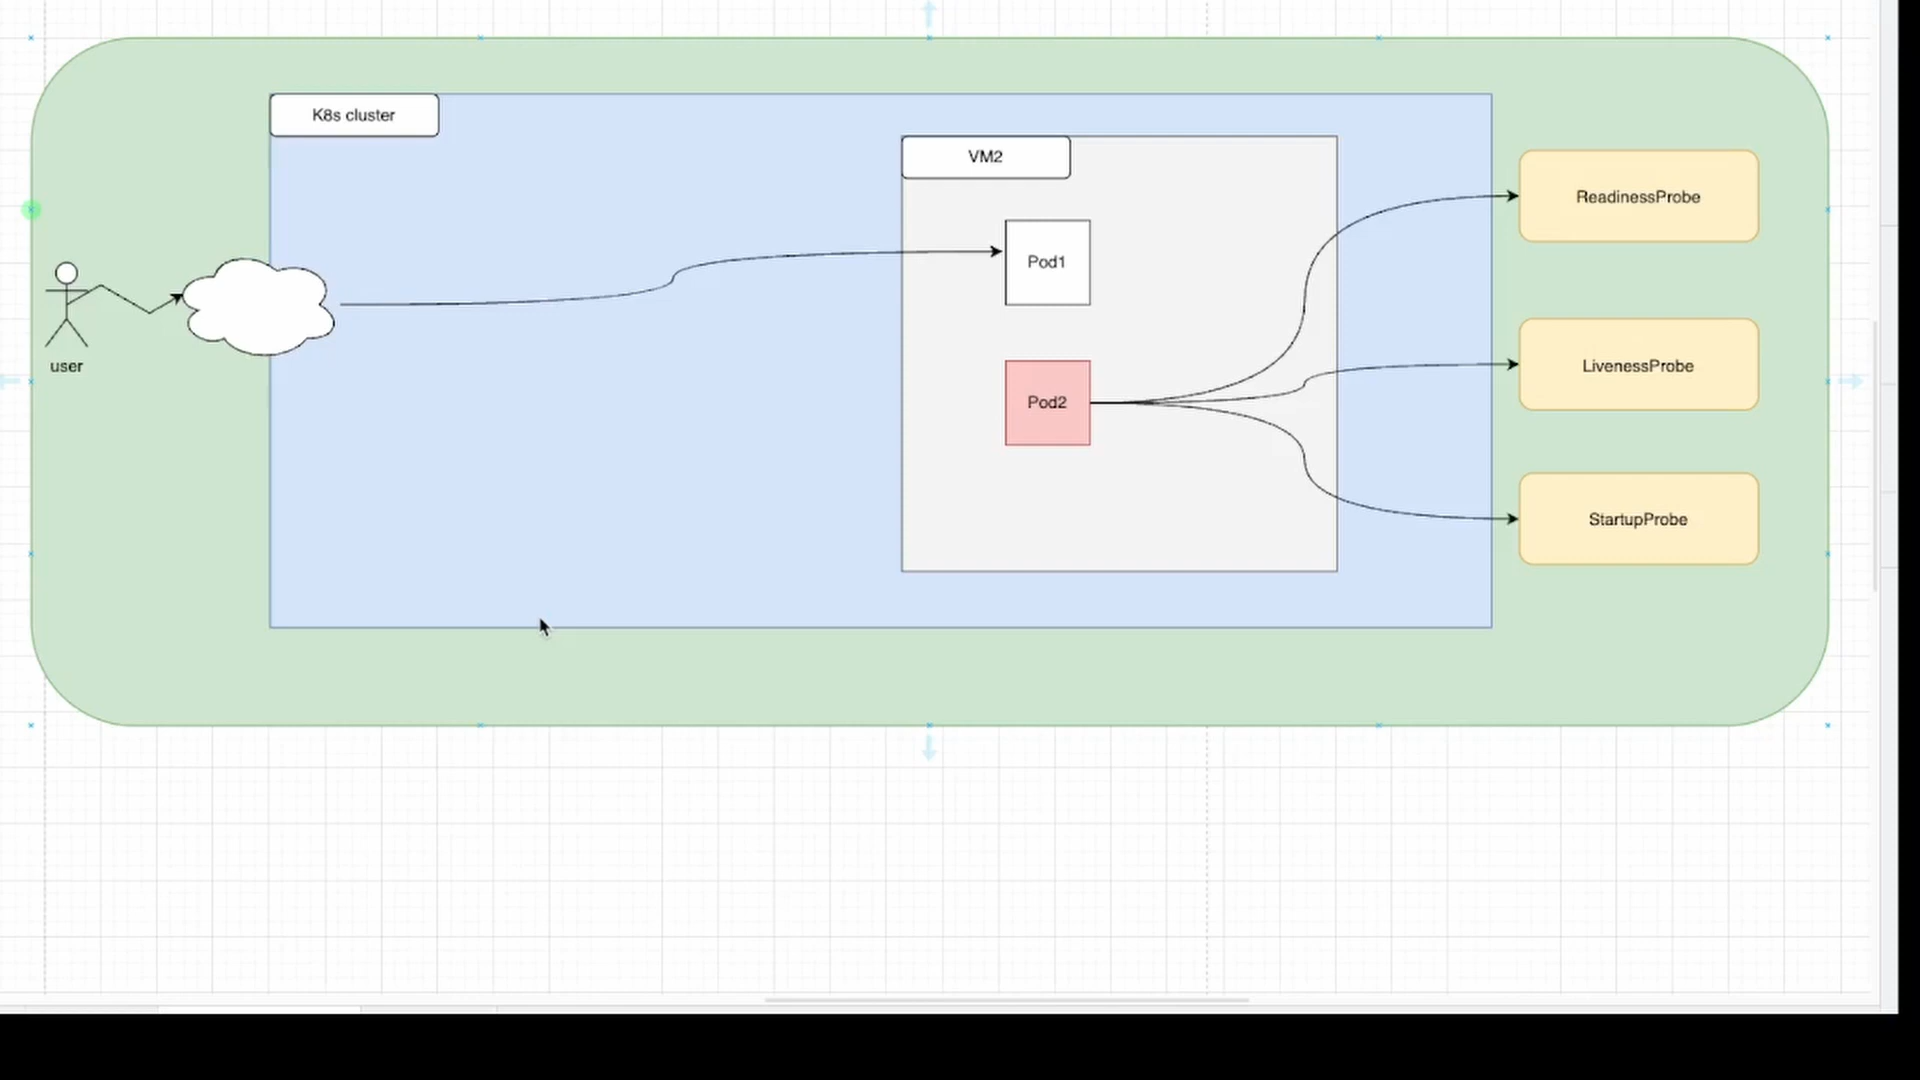 K8s cluster
VM2
ReadinessProbe
Pod1
user
LivenessProbe
Pod2
StartupProbe